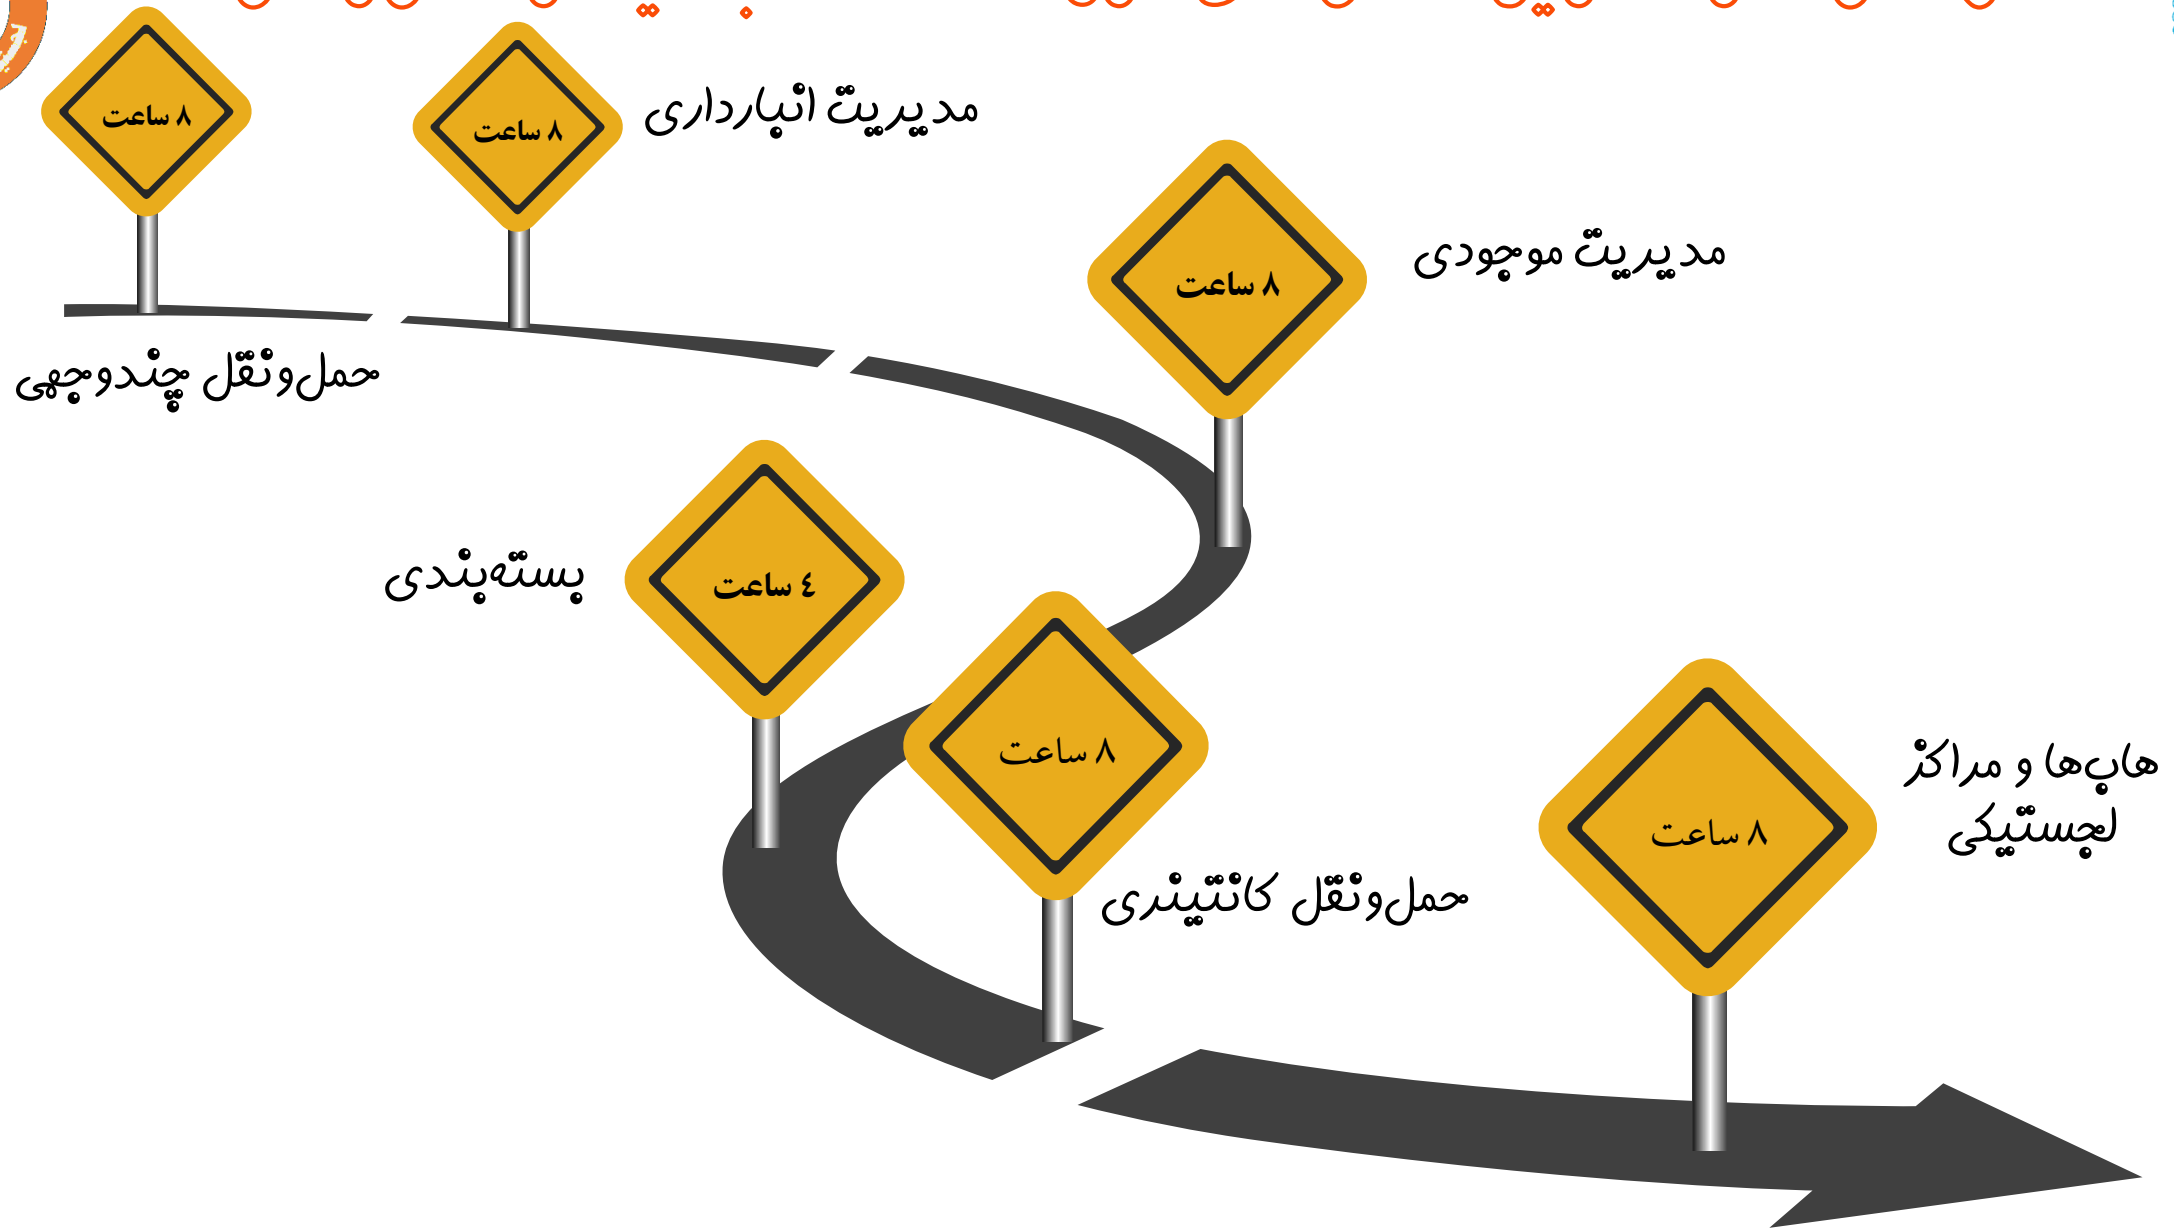 ۸ ساعت
۸ ساعت
مدیریت انبارداری
۸ ساعت
مدیریت موجودی
حمل‌ونقل چندوجهی
بسته‌بندی
٤ ساعت
۸ ساعت
حمل‌ونقل کانتینری
۸ ساعت
هاب‌ها و مراکز
لجستیکی